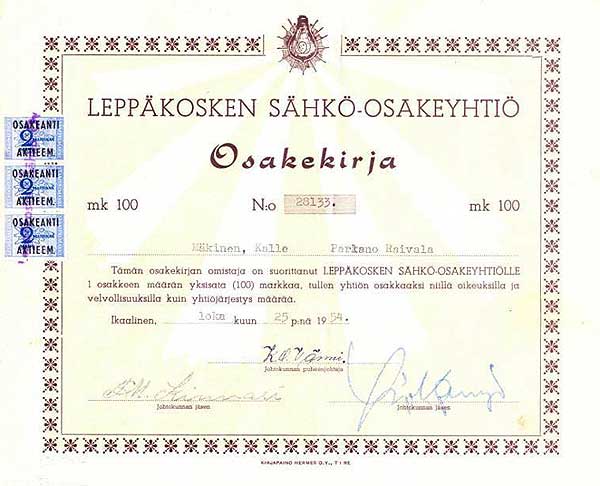 LEPPÄKOSKEN SÄHKÖ-OSAKEYHTIÖ
Osakekirja
OSAKEANTI
2
AKTIEEM.
OSAKEANTI
2
AKTIEEM.
OSAKEANTI
2
AKTIEEM.
mk 100 N:o 28133. mk 100
Mäkinen, Kalle Parkano Raivala
Tämän osakekirjan omistaja on suorittanut LEPPÄKOSKEN SÄHKÖ-OSAKEYHTIÖLLE
1 osakkeen määrän yksisata (100) markkaa, tullen yhtiön osakkaaksi niillä oikeuksilla ja
velvollisuuksilla kuin yhtiöjärjestys määrää.
Ikaalinen, loka kuun 25 p:nä 1954.
K.O. Vänni.
Johtokunnan puheenjohtaja
Johtokunnan jäsen
Johtokunnan jäsen
KIRJAPAINO HERMES O.Y., T:RE